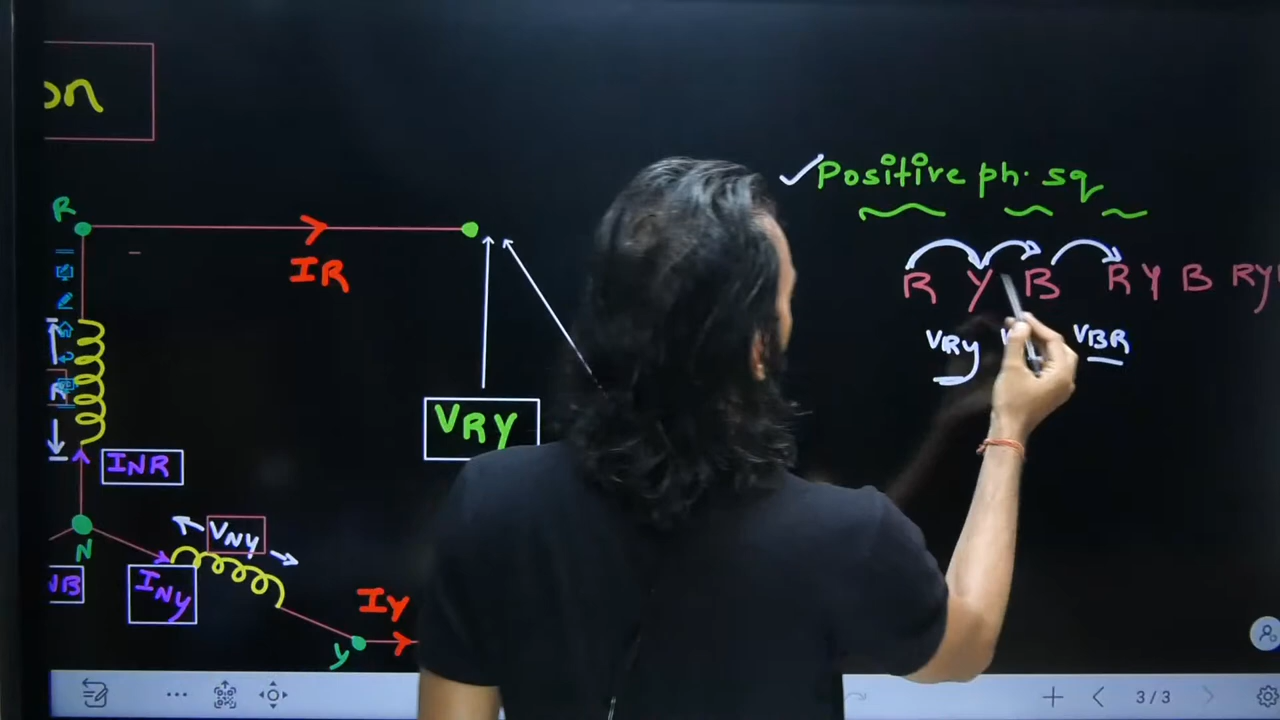 on
R
IR
Positive ph. sq
R Y B R Y B RY
VRY VBR
VRY
INR
N
VNY
NB
INY
IY
y
3/3